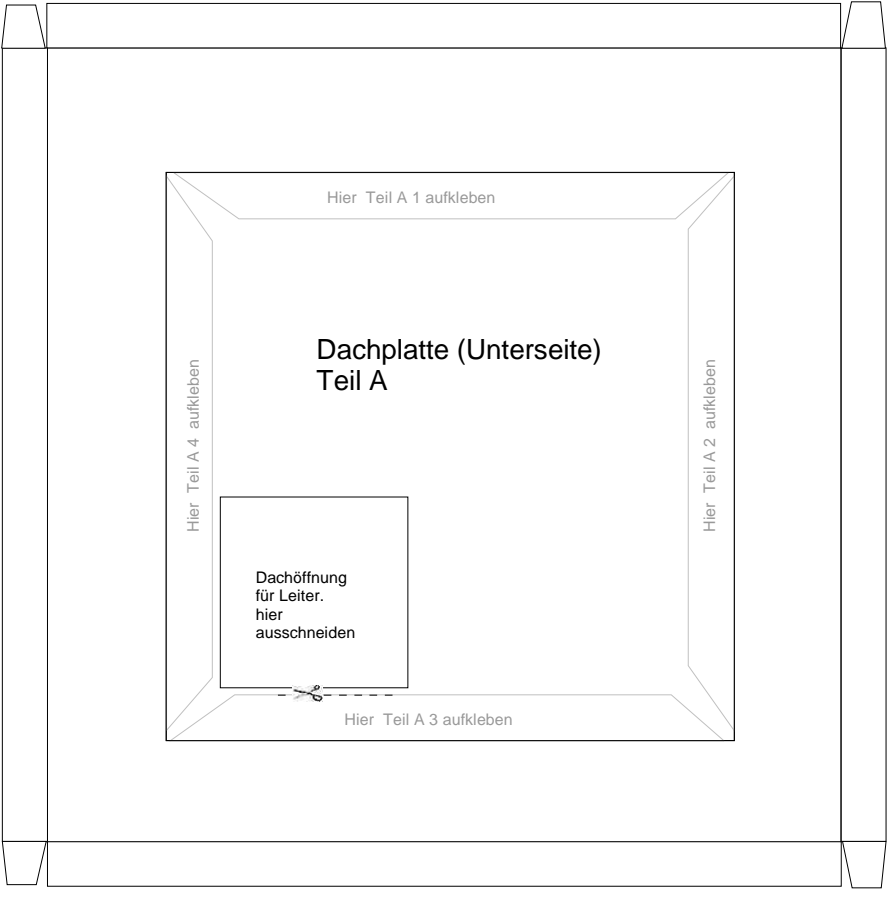 Hier Teil A 1 aufkleben
Dachplatte (Unterseite)
Teil A
Hier Teil A 4 aufkleben
Hier Teil A 2 aufkleben
Dachöffnung
für Leiter.
hier
ausschneiden
Hier Teil A 3 aufkleben